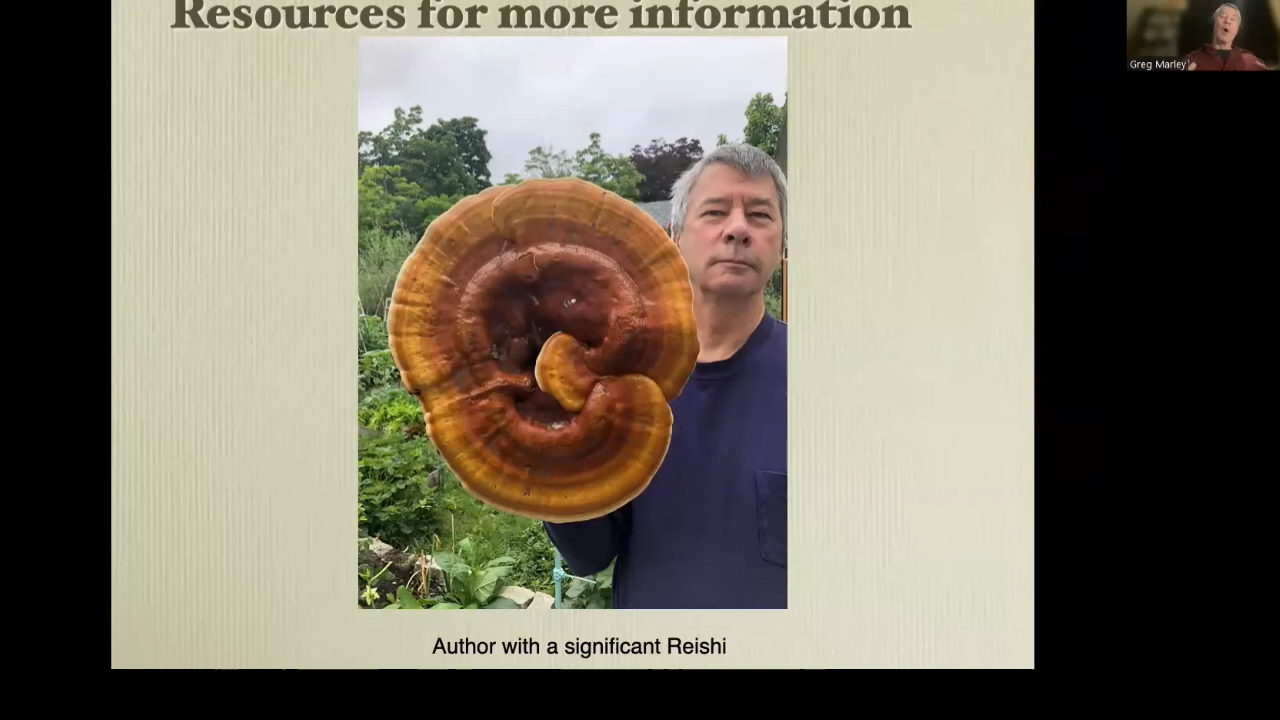 Resources for more information
Greg Marley
Author with a significant Reishi